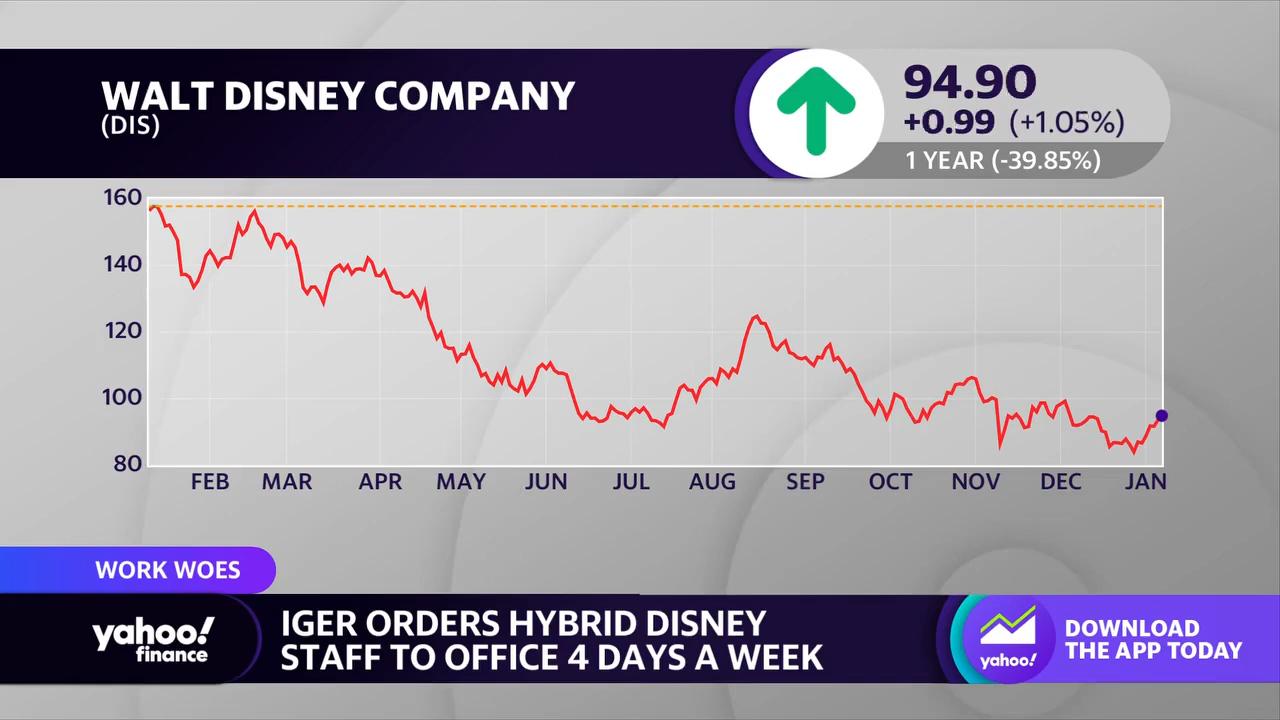 WALT DISNEY COMPANY
(DIS)
94.90
+0.99 (+1.05%)
1 YEAR (-39.85%)
160
140
120
100
80
FEB MAR APR MAY JUN JUL AUG SEP OCT NOV DEC JAN
WORK WOES
yahoo!
finance
IGER ORDERS HYBRID DISNEY
STAFF TO OFFICE 4 DAYS A WEEK
yahoo!
DOWNLOAD
THE APP TODAY